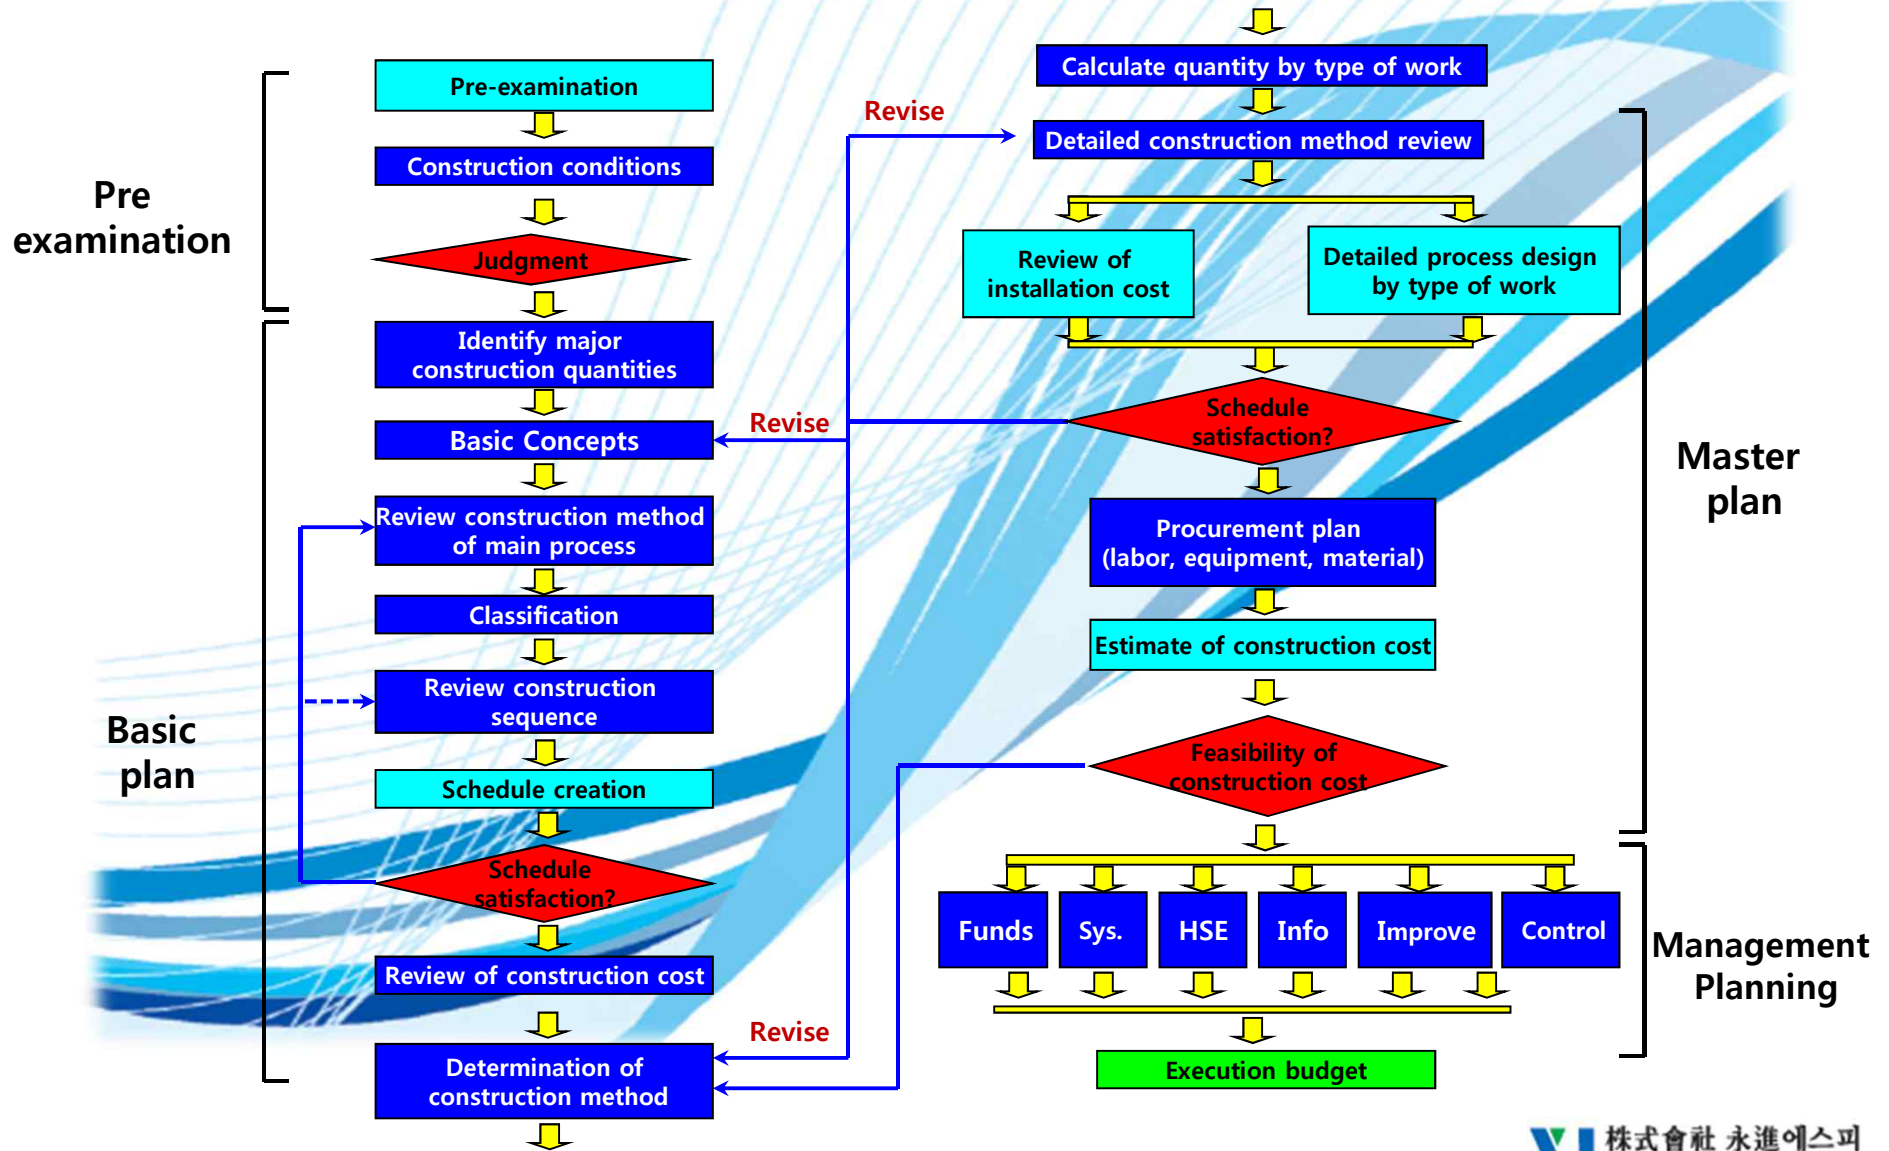 Pre
examination
Pre-examination
Construction conditions
Judgment
Basic
plan
Identify major
construction quantities
Basic Concepts
Review construction method
of main process
Classification
Review construction
sequence
Schedule creation
Schedule
satisfaction?
Review of construction cost
Determination of
construction method
Revise
Revise
Revise
Calculate quantity by type of work
Detailed construction method review
Review of
installation cost
Detailed process design
by type of work
Schedule
satisfaction?
Procurement plan
(labor, equipment, material)
Estimate of construction cost
Feasibility of
construction cost
Master
plan
Funds
Sys.
HSE
Info
Improve
Control
Management
Planning
Execution budget
株式會社 永進에스피